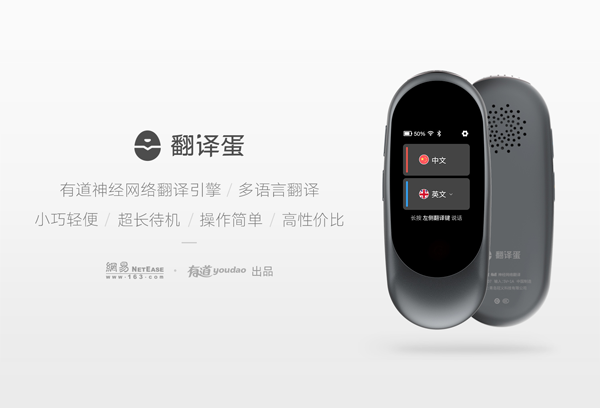 翻译蛋
有道神经网络翻译引擎 / 多语言翻译
小巧轻便 / 超长待机 / 操作简单 / 高性价比
網易 NETEASE
www.163.com
有道 youdao 出品
50%
中文
英文
长按 左侧翻译键 说话
翻译蛋